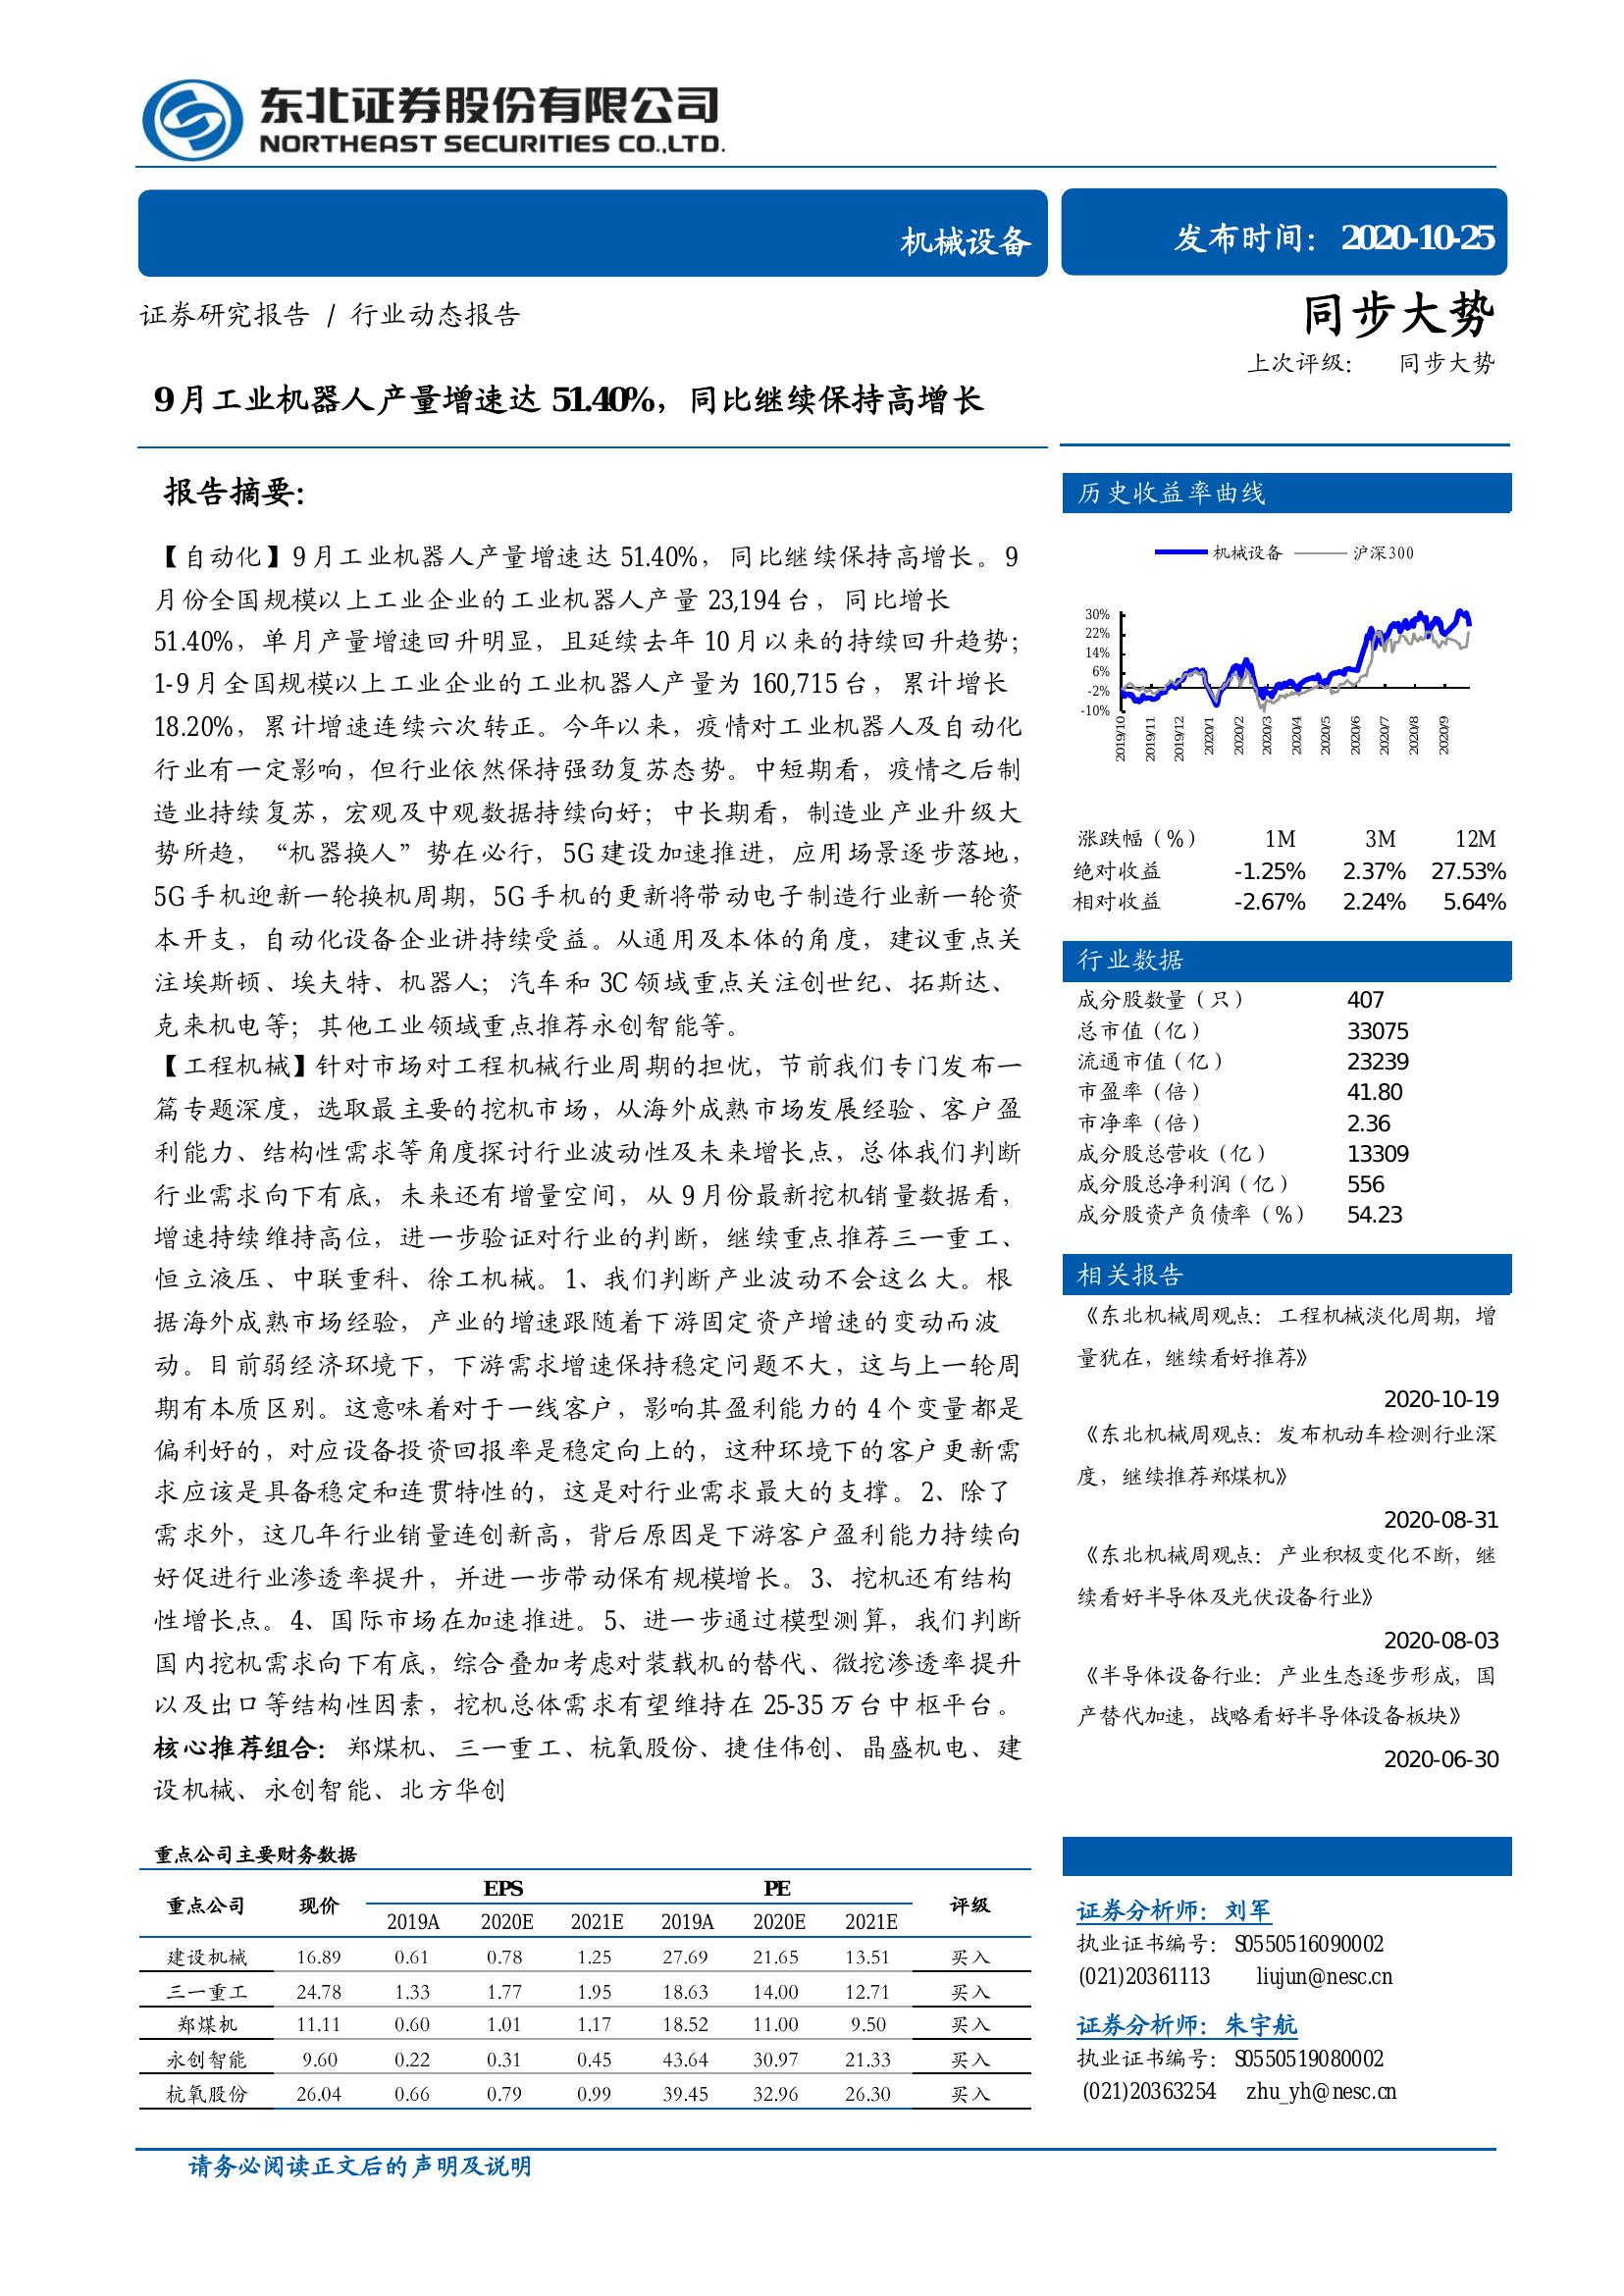 东北证券股份有限公司
NORTHEAST SECURITIES CO.,LTD.
机械设备
发布时间：2020-10-25
证券研究报告 / 行业动态报告
同步大势
上次评级： 同步大势
9月工业机器人产量增速达 51.40%，同比继续保持高增长
报告摘要：
【自动化】9月工业机器人产量增速达 51.40%，同比继续保持高增长。9
月份全国规模以上工业企业的工业机器人产量 23,194 台，同比增长
51.40%，单月产量增速回升明显，且延续去年 10 月以来的持续回升趋势；
1-9 月全国规模以上工业企业的工业机器人产量为 160,715 台，累计增长
18.20%，累计增速连续六次转正。今年以来，疫情对工业机器人及自动化
行业有一定影响，但行业依然保持强劲复苏态势。中短期看，疫情之后制
造业持续复苏，宏观及中观数据持续向好；中长期看，制造业产业升级大
势所趋，“机器换人”势在必行，5G 建设加速推进，应用场景逐步落地，
5G 手机迎新一轮换机周期，5G 手机的更新将带动电子制造行业新一轮资
本开支，自动化设备企业讲持续受益。从通用及本体的角度，建议重点关
注埃斯顿、埃夫特、机器人；汽车和 3C 领域重点关注创世纪、拓斯达、
克来机电等；其他工业领域重点推荐永创智能等。
【工程机械】针对市场对工程机械行业周期的担忧，节前我们专门发布一
篇专题深度，选取最主要的挖机市场，从海外成熟市场发展经验、客户盈
利能力、结构性需求等角度探讨行业波动性及未来增长点，总体我们判断
行业需求向下有底，未来还有增量空间，从 9 月份最新挖机销量数据看，
增速持续维持高位，进一步验证对行业的判断，继续重点推荐三一重工、
恒立液压、中联重科、徐工机械。1、我们判断产业波动不会这么大。根
据海外成熟市场经验，产业的增速跟随着下游固定资产增速的变动而波
动。目前弱经济环境下，下游需求增速保持稳定问题不大，这与上一轮周
期有本质区别。这意味着对于一线客户，影响其盈利能力的 4 个变量都是
偏利好的，对应设备投资回报率是稳定向上的，这种环境下的客户更新需
求应该是具备稳定和连贯特性的，这是对行业需求最大的支撑。2、除了
需求外，这几年行业销量连创新高，背后原因是下游客户盈利能力持续向
好促进行业渗透率提升，并进一步带动保有规模增长。3、挖机还有结构
性增长点。4、国际市场在加速推进。5、进一步通过模型测算，我们判断
国内挖机需求向下有底，综合叠加考虑对装载机的替代、微挖渗透率提升
以及出口等结构性因素，挖机总体需求有望维持在 25-35 万台中枢平台。
核心推荐组合：郑煤机、三一重工、杭氧股份、捷佳伟创、晶盛机电、建
设机械、永创智能、北方华创
重点公司主要财务数据
重点公司 现价 EPS PE 评级
2019A 2020E 2021E 2019A 2020E 2021E
建设机械 16.89 0.61 0.78 1.25 27.69 21.65 13.51 买入
三一重工 24.78 1.33 1.77 1.95 18.63 14.00 12.71 买入
郑煤机 11.11 0.60 1.01 1.17 18.52 11.00 9.50 买入
永创智能 9.60 0.22 0.31 0.45 43.64 30.97 21.33 买入
杭氧股份 26.04 0.66 0.79 0.99 39.45 32.96 26.30 买入
历史收益率曲线
机械设备 沪深300
30%
22%
14%
6%
-2%
-10%
2019/10 2019/11 2019/12 2020/1 2020/2 2020/3 2020/4 2020/5 2020/6 2020/7 2020/8 2020/9
涨跌幅（%） 1M 3M 12M
绝对收益 -1.25% 2.37% 27.53%
相对收益 -2.67% 2.24% 5.64%
行业数据
成分股数量（只） 407
总市值（亿） 33075
流通市值（亿） 23239
市盈率（倍） 41.80
市净率（倍） 2.36
成分股总营收（亿） 13309
成分股总净利润（亿） 556
成分股资产负债率（%） 54.23
相关报告
《东北机械周观点：工程机械淡化周期，增
量犹在，继续看好推荐》
2020-10-19
《东北机械周观点：发布机动车检测行业深
度，继续推荐郑煤机》
2020-08-31
《东北机械周观点：产业积极变化不断，继
续看好半导体及光伏设备行业》
2020-08-03
《半导体设备行业：产业生态逐步形成，国
产替代加速，战略看好半导体设备板块》
2020-06-30
证券分析师：刘军
执业证书编号：S0550516090002
(021)20361113 liujun@nesc.cn
证券分析师：朱宇航
执业证书编号：S0550519080002
(021)20363254 zhu_yh@nesc.cn
请务必阅读正文后的声明及说明